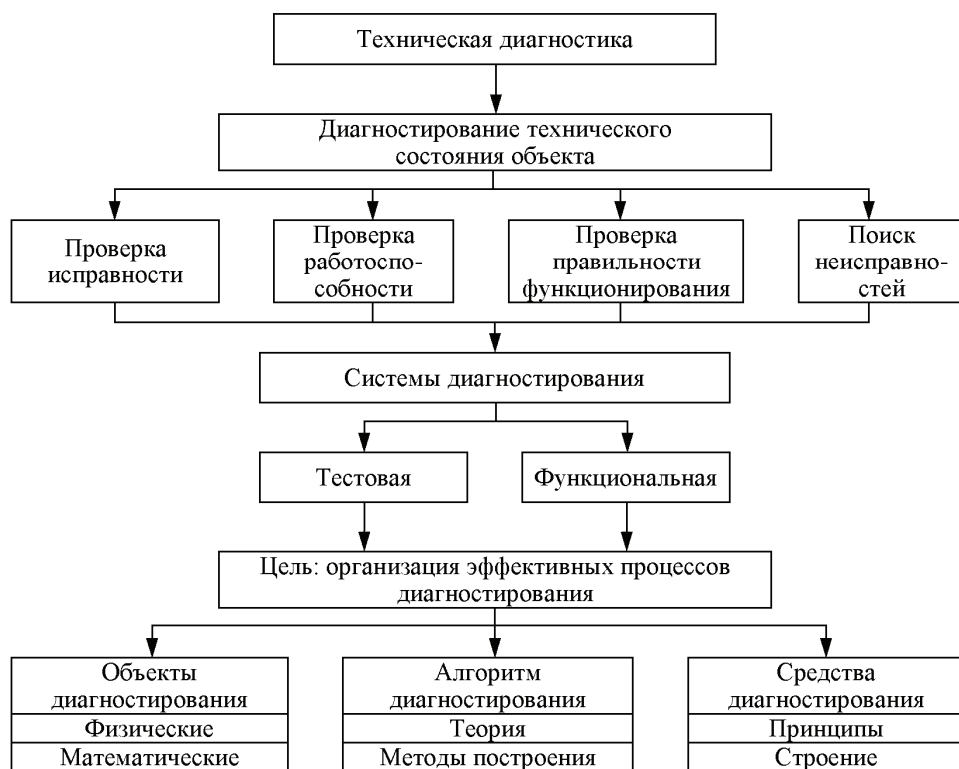 Техническая диагностика
Диагностирование технического
состояния объекта
Проверка
исправности
Проверка
работоспо-
собности
Проверка
правильности
функционирования
Поиск
неисправно-
стей
Системы диагностирования
Тестовая
Функциональная
Цель: организация эффективных процессов
диагностирования
Объекты
диагностирования
Физические
Математические
Алгоритм
диагностирования
Теория
Методы построения
Средства
диагностирования
Принципы
Строение